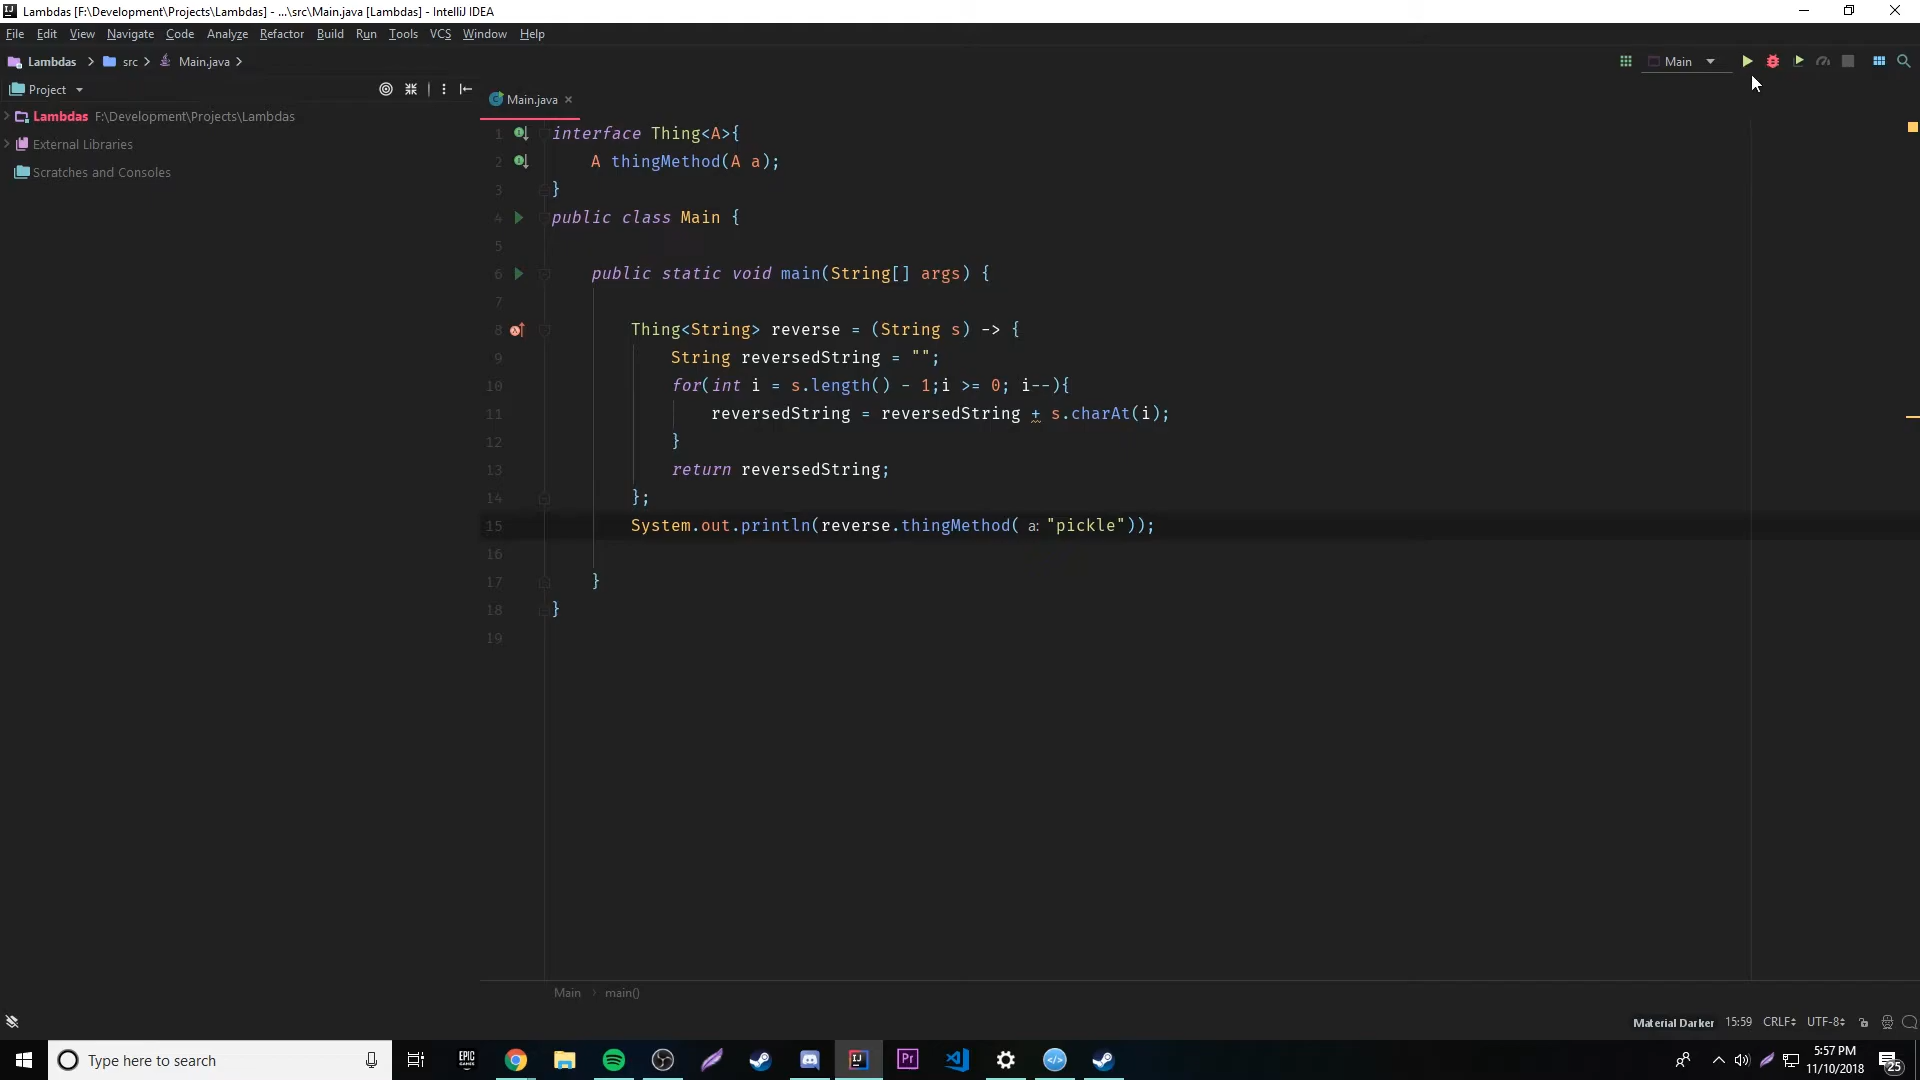 Lambdas [F:\Development\Projects\Lambdas] - ...\src\Main.java [Lambdas] - IntelliJ IDEA
File Edit View Navigate Code Analyze Refactor Build Run Tools VCS Window Help
Lambdas src Main.java Main
Project
Main.java
Lambdas F:\Development\Projects\Lambdas
External Libraries
Scratches and Consoles
1 interface Thing<A>{
2 A thingMethod(A a);
3 }
4 public class Main {
5
6 public static void main(String[] args) {
7
8 Thing<String> reverse = (String s) -> {
9 String reversedString = "";
10 for(int i = s.length() - 1;i >= 0; i--){
11 reversedString = reversedString + s.charAt(i);
12 }
13 return reversedString;
14 };
15 System.out.println(reverse.thingMethod( a: "pickle"));
16
17 }
18 }
19
Main > main()
Material Darker 15:59 CRLF UTF-8
Type here to search
EPIC GAMES
IJ
Pr
5:57 PM
11/10/2018
25